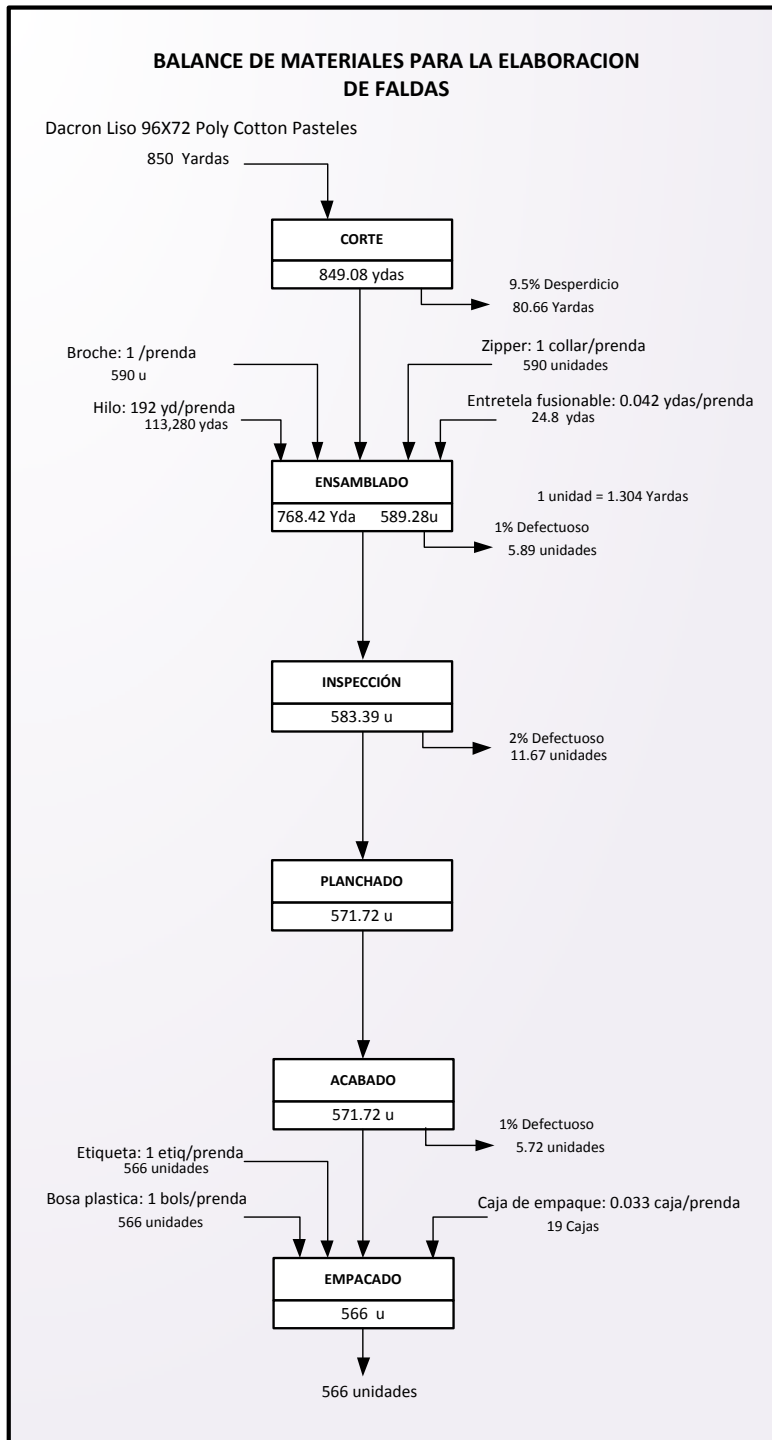 BALANCE DE MATERIALES PARA LA ELABORACION
DE FALDAS
Dacron Liso 96X72 Poly Cotton Pasteles
850 Yardas
CORTE
849.08 ydas
9.5% Desperdicio
80.66 Yardas
Broche: 1 /prenda
590 u
Zipper: 1 collar/prenda
590 unidades
Hilo: 192 yd/prenda
113,280 ydas
Entretela fusionable: 0.042 ydas/prenda
24.8 ydas
ENSAMBLADO
768.42 Yda 589.28u
1 unidad = 1.304 Yardas
1% Defectuoso
5.89 unidades
INSPECCIÓN
583.39 u
2% Defectuoso
11.67 unidades
PLANCHADO
571.72 u
ACABADO
571.72 u
1% Defectuoso
5.72 unidades
Etiqueta: 1 etiq/prenda
566 unidades
Bosa plastica: 1 bols/prenda
566 unidades
Caja de empaque: 0.033 caja/prenda
19 Cajas
EMPACADO
566 u
566 unidades